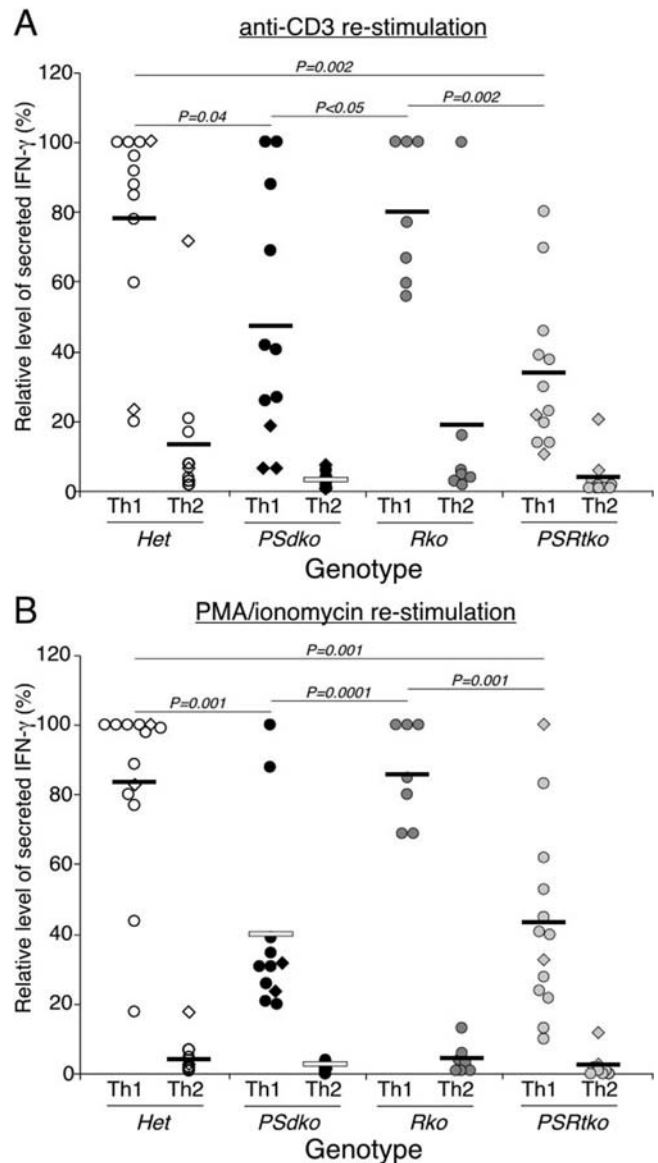 A
anti-CD3 re-stimulation
Relative level of secreted IFN-γ (%)
120
100
80
60
40
20
0
P=0.002
P=0.04
P<0.05
P=0.002
Th1 Th2 Th1 Th2 Th1 Th2 Th1 Th2
Het PSdko Rko PSRtko
Genotype
B
PMA/ionomycin re-stimulation
Relative level of secreted IFN-γ (%)
120
100
80
60
40
20
0
P=0.001
P=0.001
P=0.0001
P=0.001
Th1 Th2 Th1 Th2 Th1 Th2 Th1 Th2
Het PSdko Rko PSRtko
Genotype